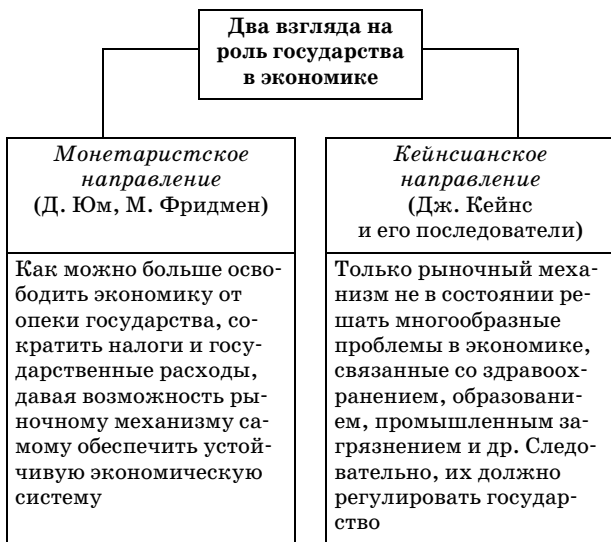 Два взгляда на
роль государства
в экономике
Монетаристское
направление
(Д. Юм, М. Фридмен)
Как можно больше осво-
бодить экономику от
опеки государства, со-
кратить налоги и госу-
дарственные расходы,
давая возможность ры-
ночному механизму са-
мому обеспечить устой-
чивую экономическую
систему
Кейнсианское
направление
(Дж. Кейнс
и его последователи)
Только рыночный меха-
низм не в состоянии ре-
шать многообразные
проблемы в экономике,
связанные со здравоох-
ранением, образовани-
ем, промышленным за-
грязнением и др. Следо-
вательно, их должно
регулировать государ-
ство